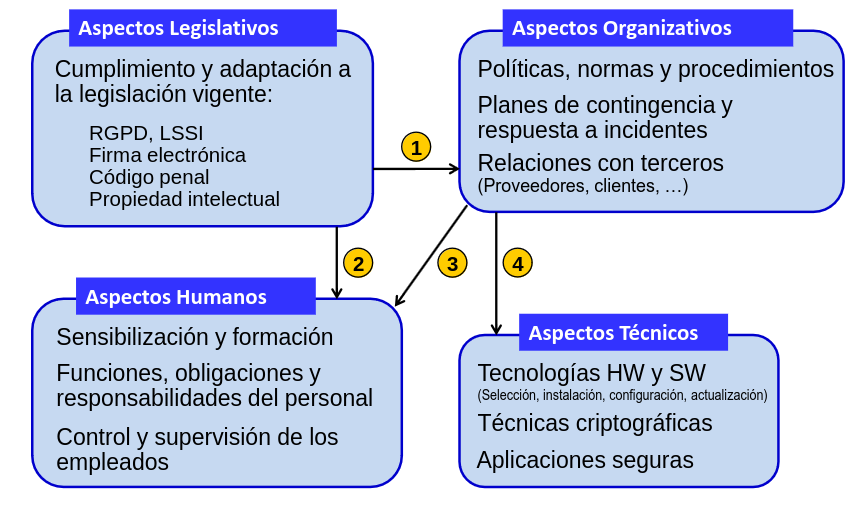 Aspectos Legislativos
Cumplimiento y adaptación a
la legislación vigente:
RGPD, LSSI
Firma electrónica
Código penal
Propiedad intelectual
1
Aspectos Organizativos
Políticas, normas y procedimientos
Planes de contingencia y
respuesta a incidentes
Relaciones con terceros
(Proveedores, clientes, …)
2
3
4
Aspectos Humanos
Sensibilización y formación
Funciones, obligaciones y
responsabilidades del personal
Control y supervisión de los
empleados
Aspectos Técnicos
Tecnologías HW y SW
(Selección, instalación, configuración, actualización)
Técnicas criptográficas
Aplicaciones seguras